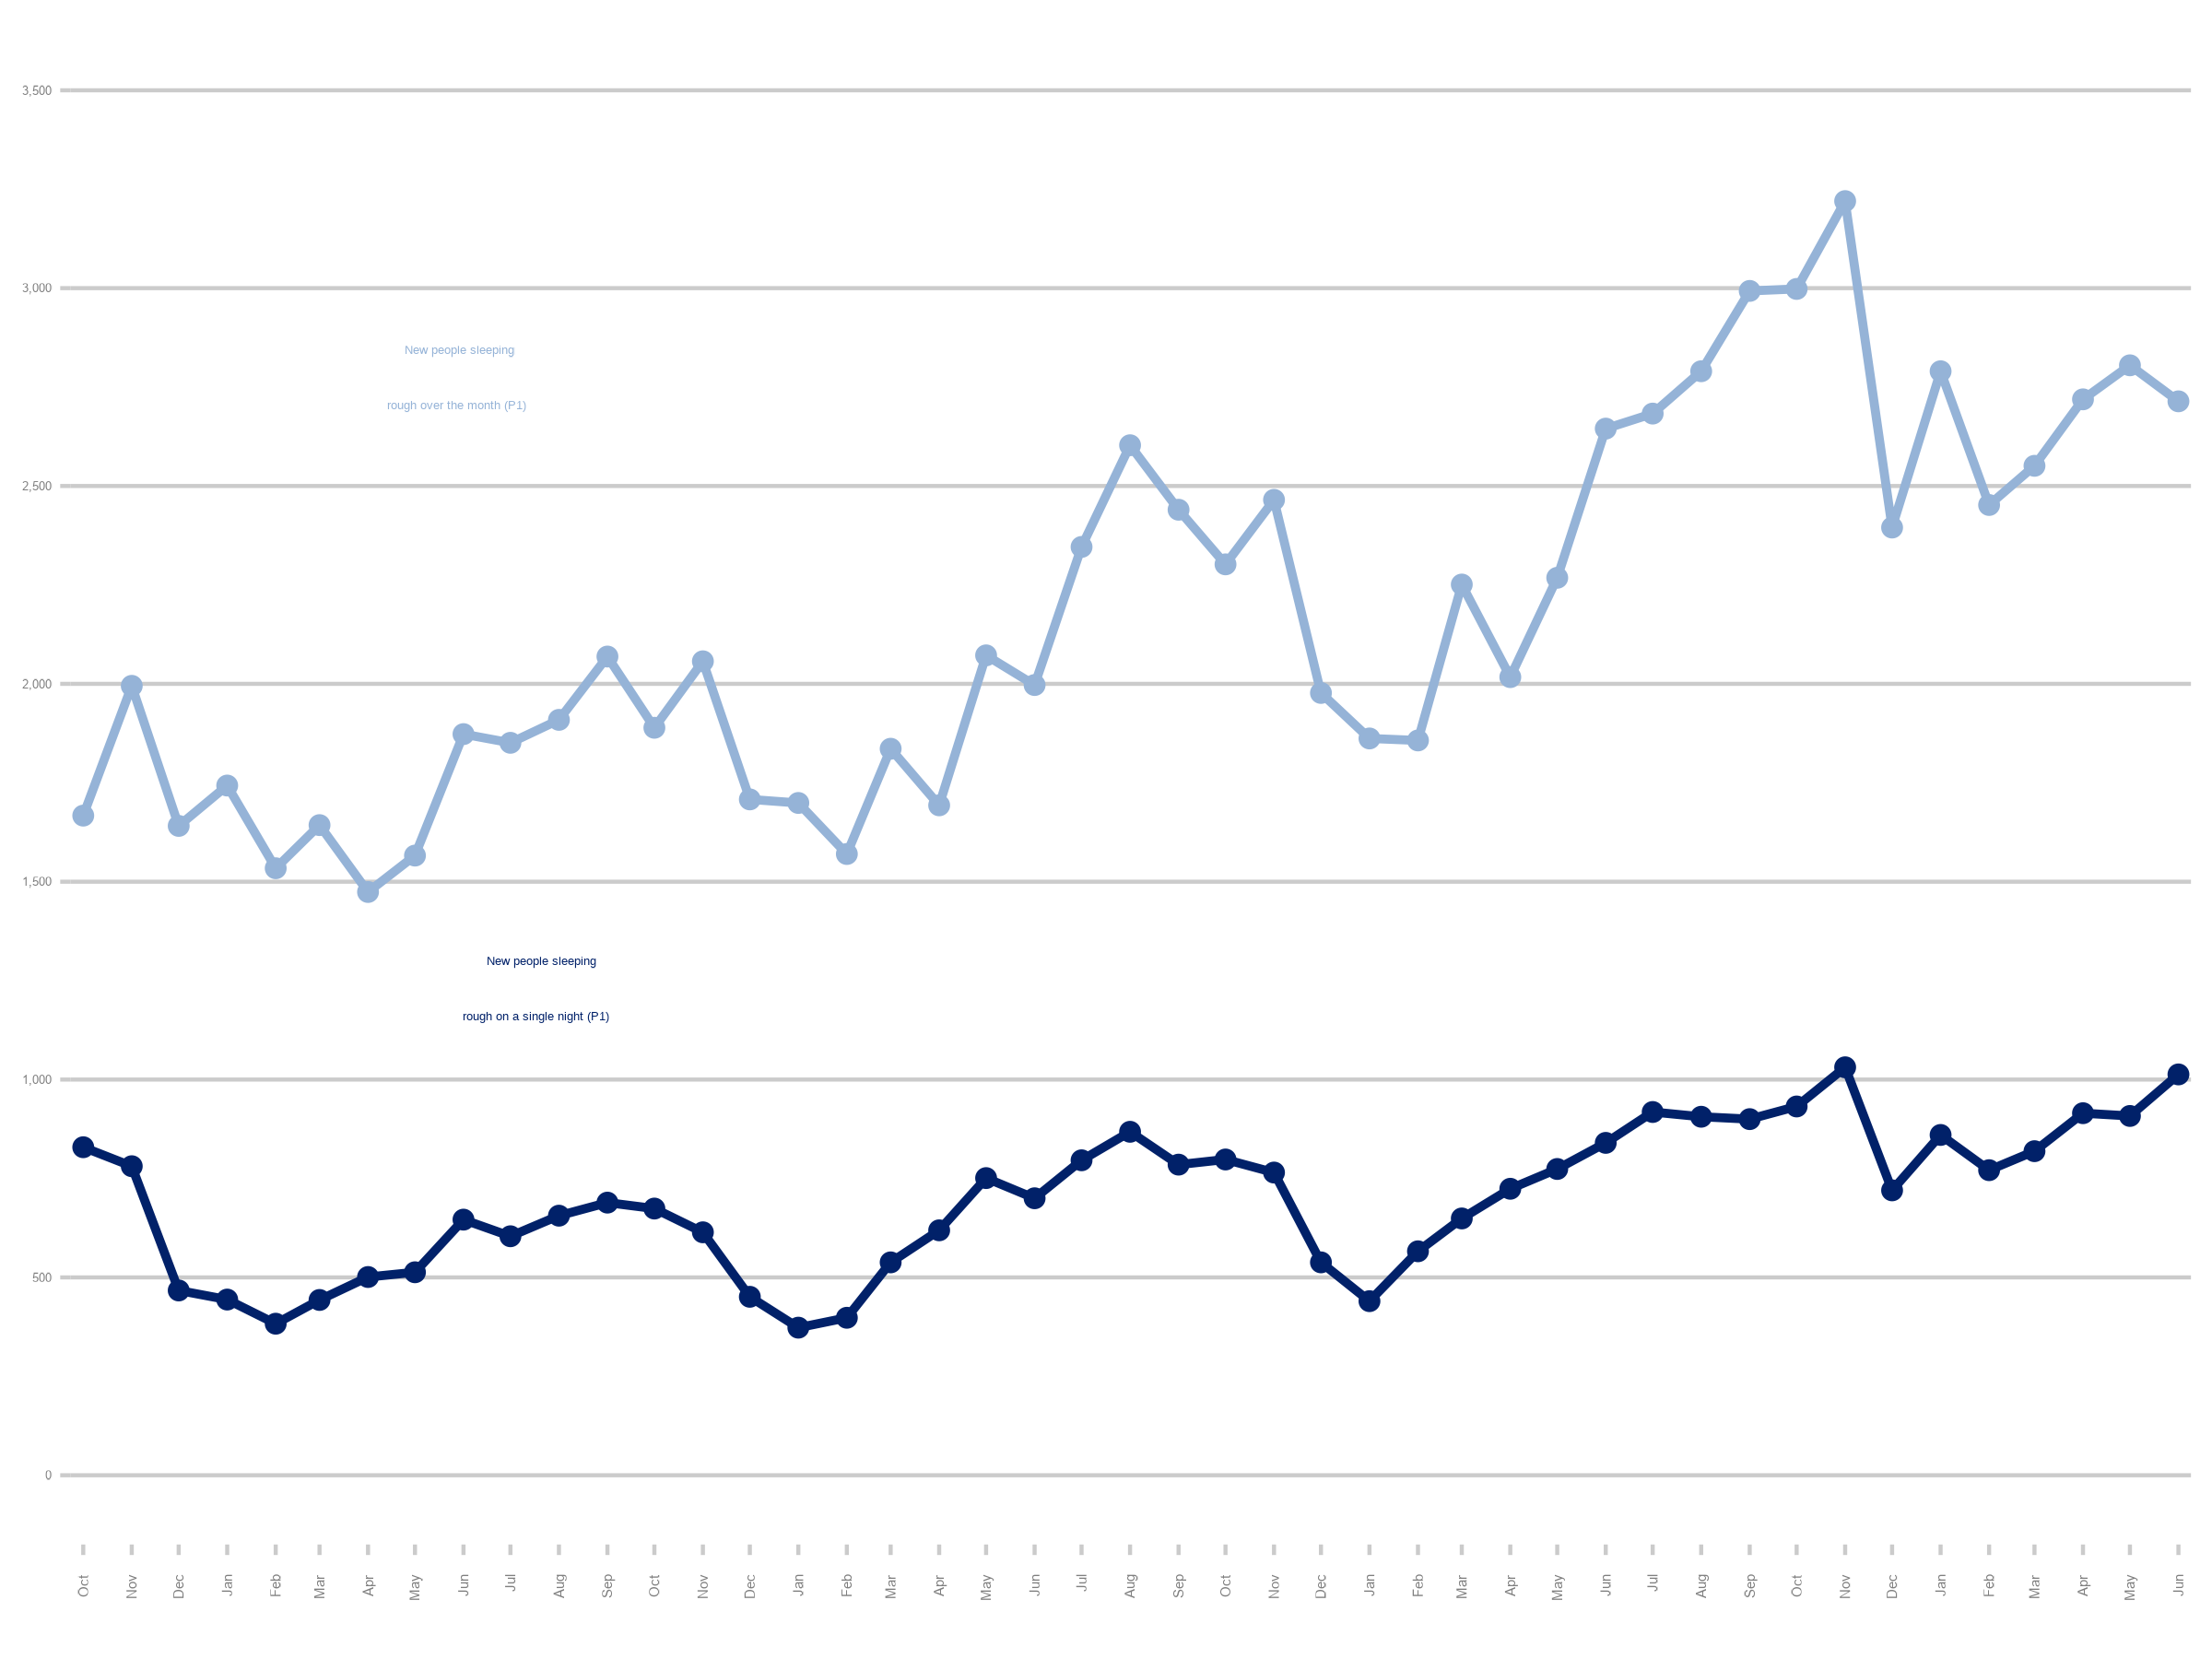 3,500
3,000
New people sleeping
rough over the month (P1)
2,500
2,000
1,500
New people sleeping
rough on a single night (P1)
1,000
500
0
Oct Nov Dec Jan Feb Mar Apr May Jun Jul Aug Sep Oct Nov Dec Jan Feb Mar Apr May Jun Jul Aug Sep Oct Nov Dec Jan Feb Mar Apr May Jun Jul Aug Sep Oct Nov Dec Jan Feb Mar Apr May Jun